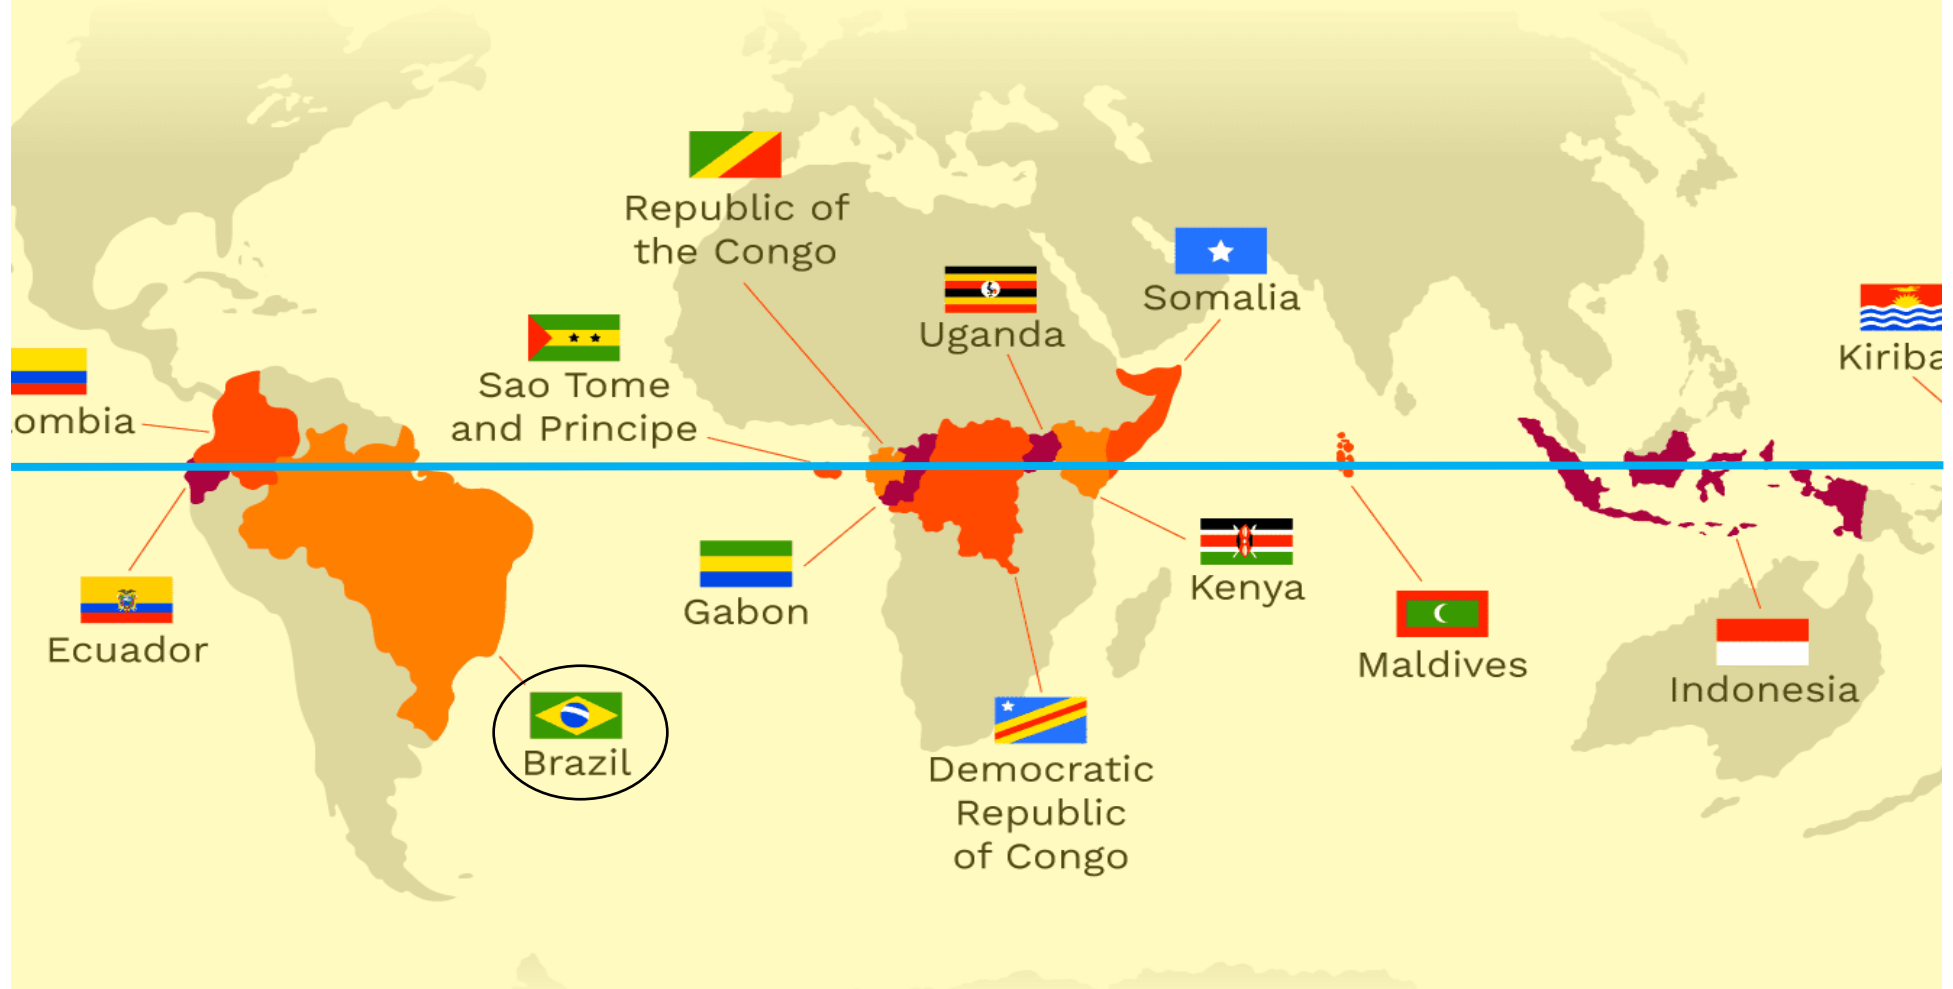 Republic of
the Congo
Somalia
Uganda
Kiriba
Sao Tome
and Principe
ombia
Kenya
Gabon
Ecuador
Maldives
Indonesia
Brazil
Democratic
Republic
of Congo